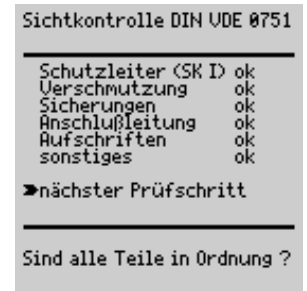 Sichtkontrolle DIN VDE 0751
Schutzleiter (SK I) ok
Verschmutzung ok
Sicherungen ok
Anschlußleitung ok
Aufschriften ok
sonstiges ok
➤nächster Prüfschritt
Sind alle Teile in Ordnung ?